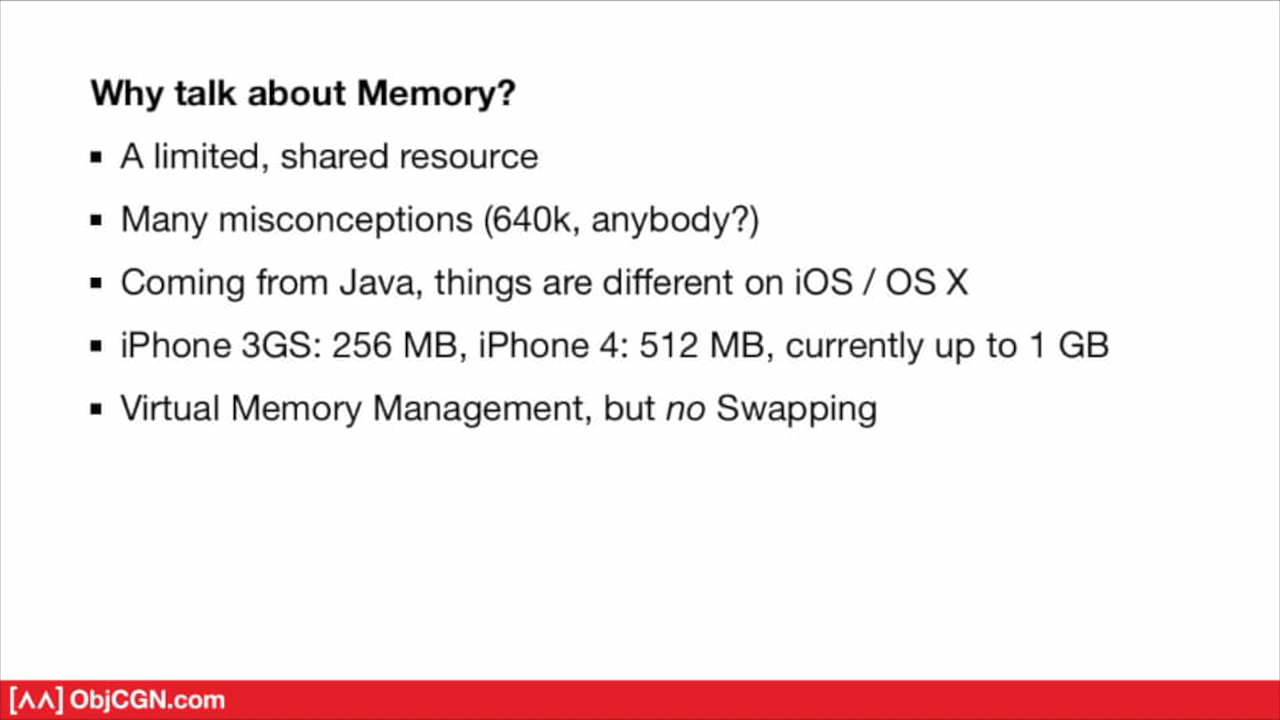 Why talk about Memory?
▪ A limited, shared resource
▪ Many misconceptions (640k, anybody?)
▪ Coming from Java, things are different on iOS / OS X
▪ iPhone 3GS: 256 MB, iPhone 4: 512 MB, currently up to 1 GB
▪ Virtual Memory Management, but no Swapping
[ʌʌ] ObjCGN.com